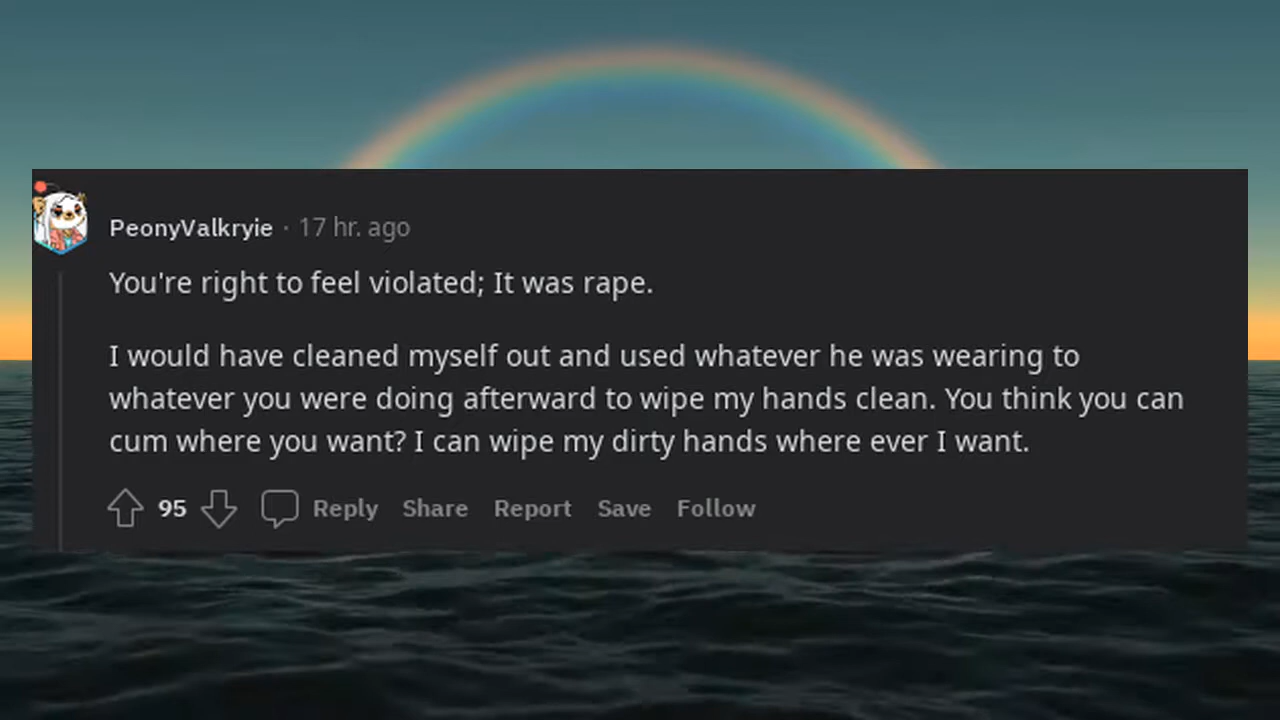 PeonyValkryie · 17 hr. ago
You're right to feel violated; It was rape.
I would have cleaned myself out and used whatever he was wearing to
whatever you were doing afterward to wipe my hands clean. You think you can
cum where you want? I can wipe my dirty hands where ever I want.
95 Reply Share Report Save Follow